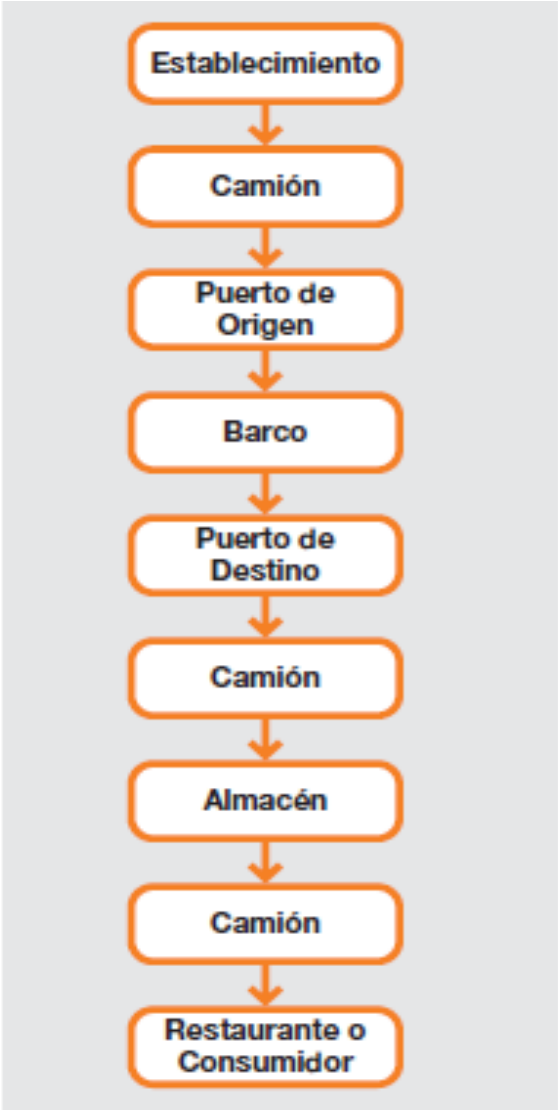 Establecimiento
Camión
Puerto de
Origen
Barco
Puerto de
Destino
Camión
Almacén
Camión
Restaurante o
Consumidor